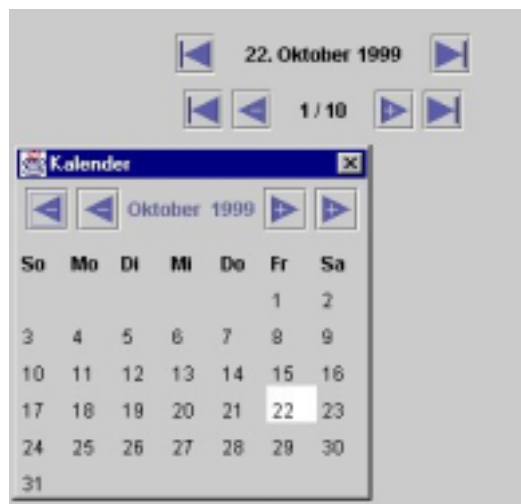 22. Oktober 1999
1 / 10
Kalender
Oktober 1999
So Mo Di Mi Do Fr Sa
1 2
3 4 5 6 7 8 9
10 11 12 13 14 15 16
17 18 19 20 21 22 23
24 25 26 27 28 29 30
31